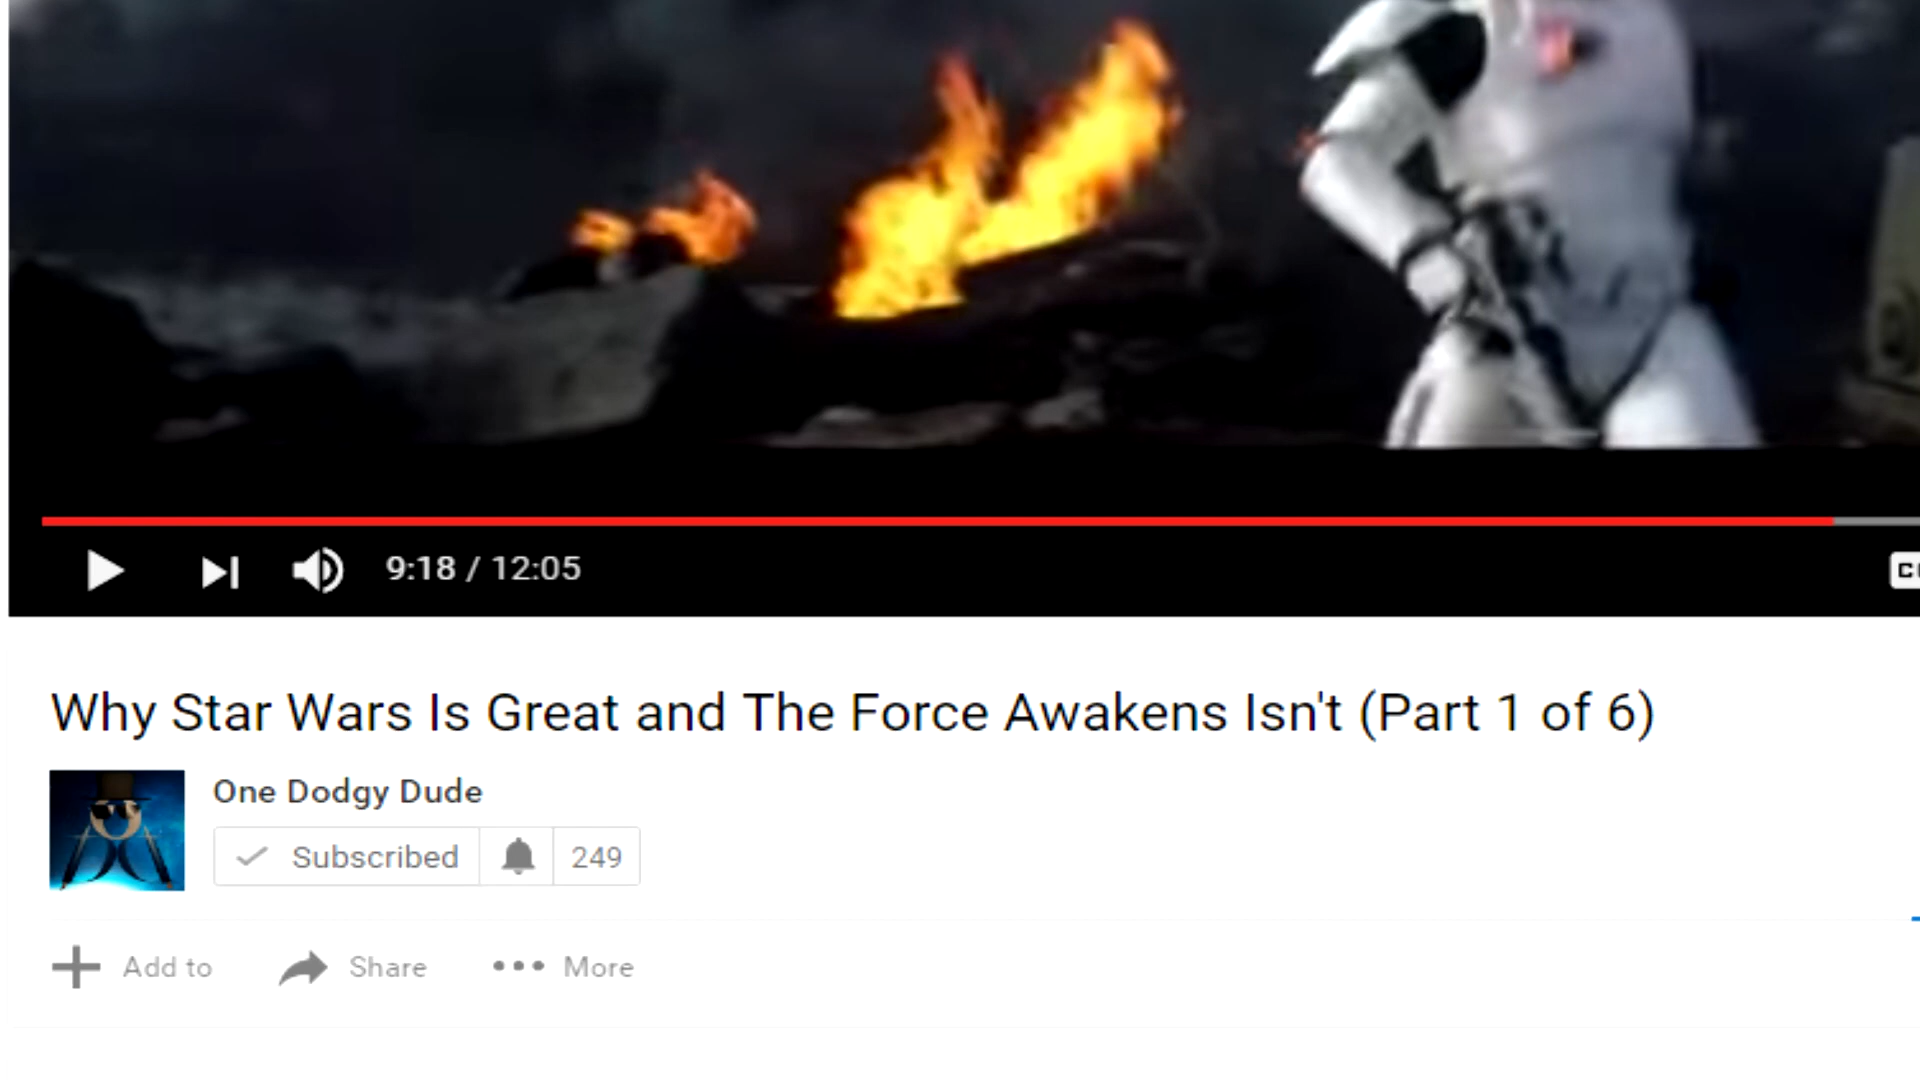 9:18 / 12:05
Why Star Wars Is Great and The Force Awakens Isn't (Part 1 of 6)
One Dodgy Dude
Subscribed 249
Add to Share More